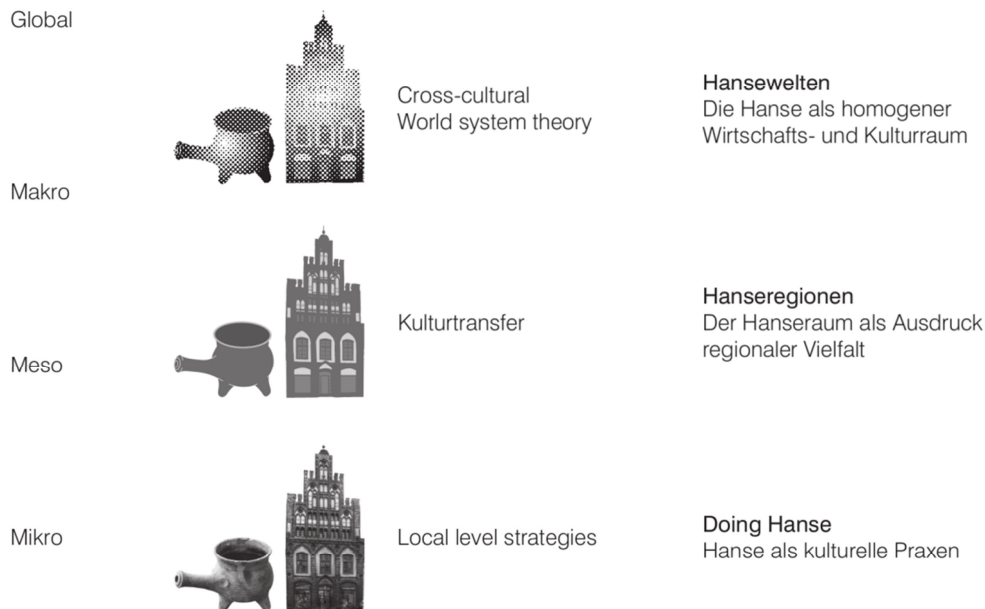 Global
Cross-cultural
World system theory
Hansewelten
Die Hanse als homogener
Wirtschafts- und Kulturraum
Makro
Kulturtransfer
Hanseregionen
Der Hanseraum als Ausdruck
regionaler Vielfalt
Meso
Mikro
Local level strategies
Doing Hanse
Hanse als kulturelle Praxen